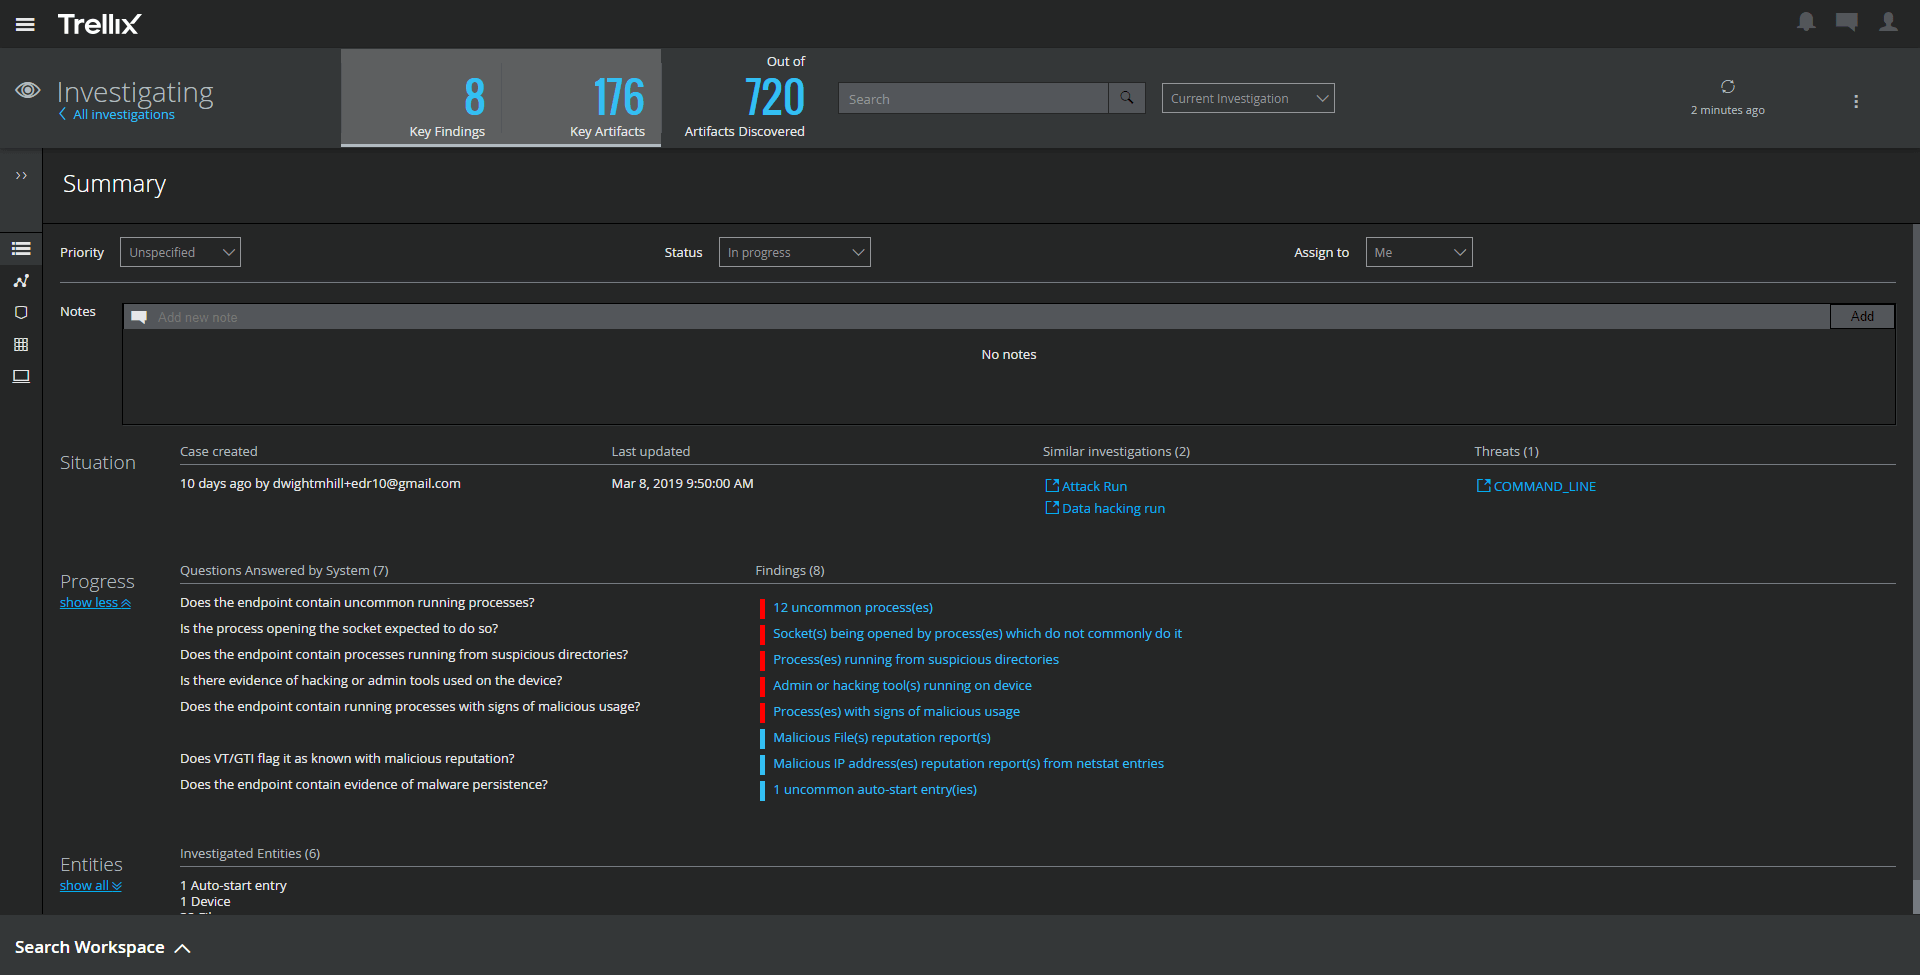 Trellix
Investigating
All investigations
8
Key Findings
176
Key Artifacts
Out of
720
Artifacts Discovered
Search
Current Investigation
2 minutes ago
Summary
Priority
Unspecified
Status
In progress
Assign to
Me
Notes
Add new note
Add
No notes
Situation
Case created
Last updated
Similar investigations (2)
Threats (1)
10 days ago by dwightmhill+edr10@gmail.com
Mar 8, 2019 9:50:00 AM
Attack Run
Data hacking run
COMMAND_LINE
Progress
show less
Questions Answered by System (7)
Findings (8)
Does the endpoint contain uncommon running processes?
12 uncommon process(es)
Is the process opening the socket expected to do so?
Socket(s) being opened by process(es) which do not commonly do it
Does the endpoint contain processes running from suspicious directories?
Process(es) running from suspicious directories
Is there evidence of hacking or admin tools used on the device?
Admin or hacking tool(s) running on device
Does the endpoint contain running processes with signs of malicious usage?
Process(es) with signs of malicious usage
Malicious File(s) reputation report(s)
Does VT/GTI flag it as known with malicious reputation?
Malicious IP address(es) reputation report(s) from netstat entries
Does the endpoint contain evidence of malware persistence?
1 uncommon auto-start entry(ies)
Entities
show all
Investigated Entities (6)
1 Auto-start entry
1 Device
Search Workspace